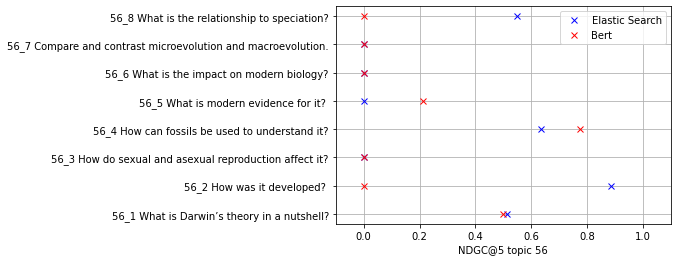 56_8 What is the relationship to speciation?
56_7 Compare and contrast microevolution and macroevolution.
56_6 What is the impact on modern biology?
56_5 What is modern evidence for it?
56_4 How can fossils be used to understand it?
56_3 How do sexual and asexual reproduction affect it?
56_2 How was it developed?
56_1 What is Darwin’s theory in a nutshell?
Elastic Search
Bert
0.0 0.2 0.4 0.6 0.8 1.0
NDGC@5 topic 56